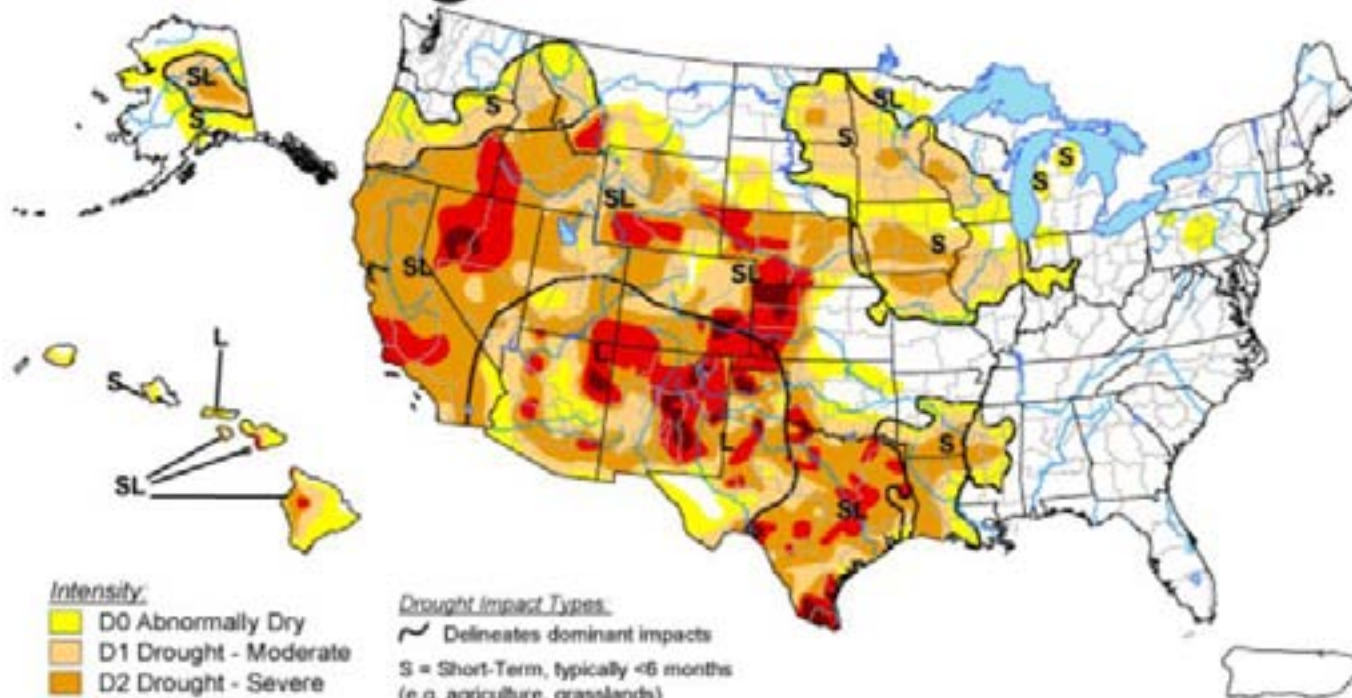 SL
S
S
SL
S
S
S
SL
S
SL
SL
L
L
S
SL
L
S
SL
Intensity:
D0 Abnormally Dry
D1 Drought - Moderate
D2 Drought - Severe
Drought Impact Types:
Delineates dominant impacts
S = Short-Term, typically <6 months
(e.g. agriculture, grasslands)